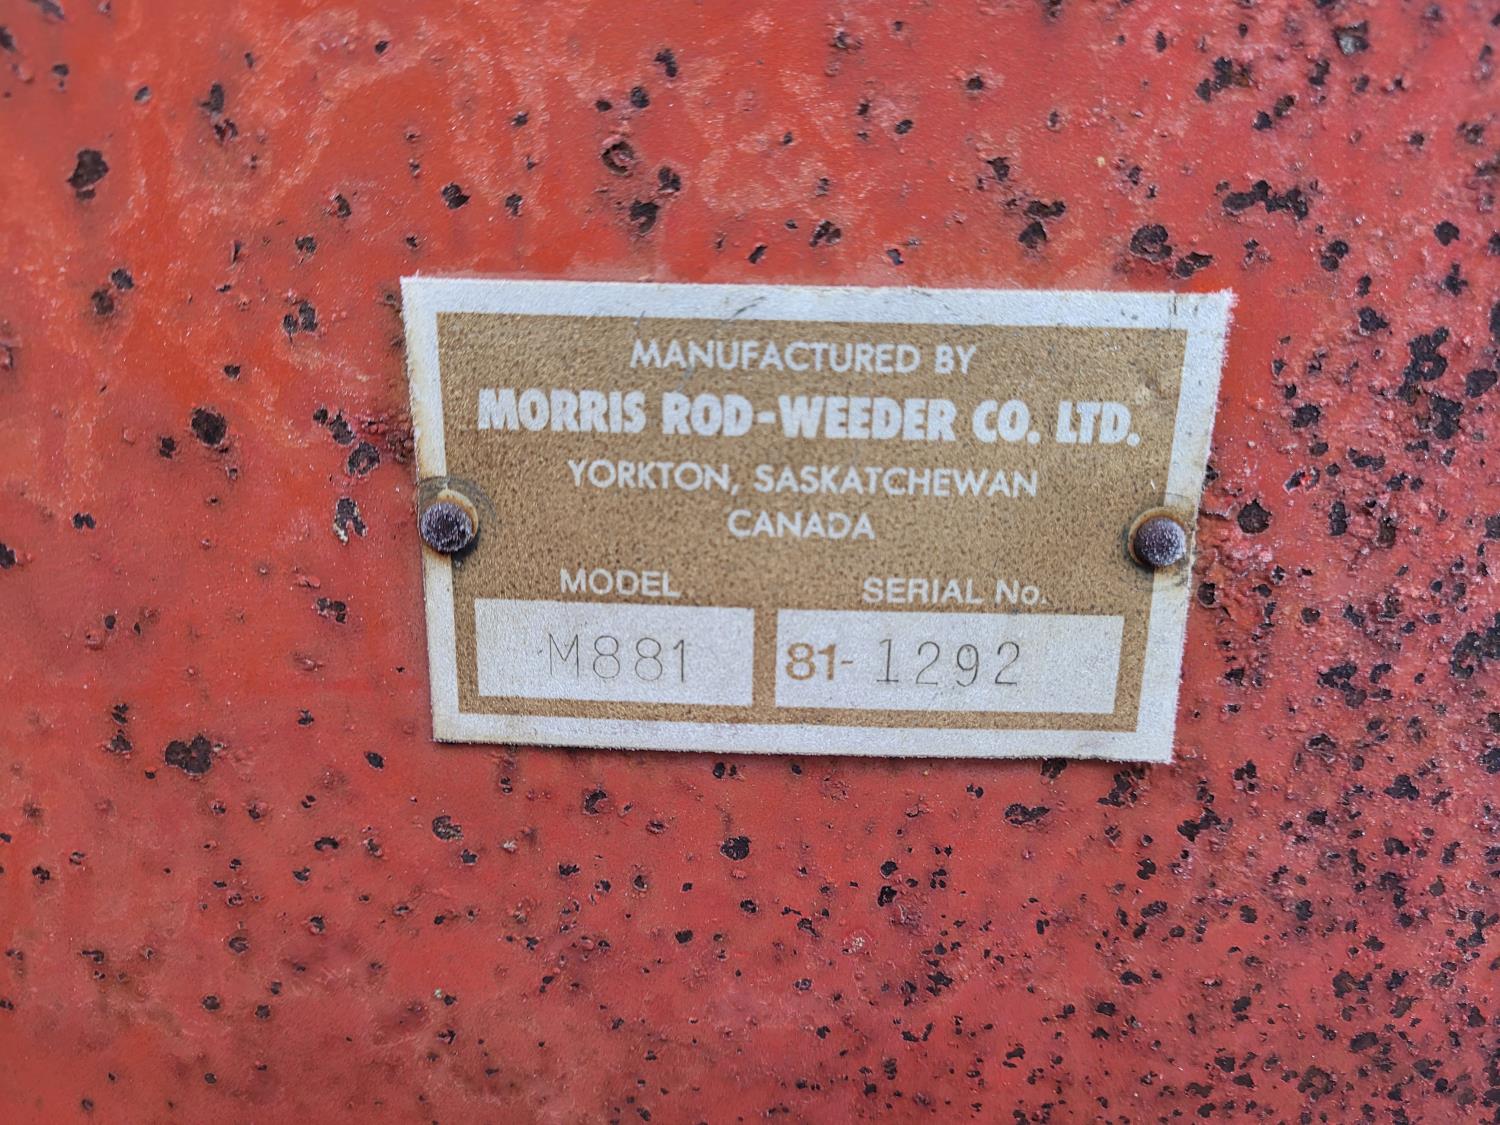 MANUFACTURED BY
MORRIS ROD-WEEDER CO. LTD.
YORKTON, SASKATCHEWAN
CANADA
MODEL SERIAL No.
M881 81-1292